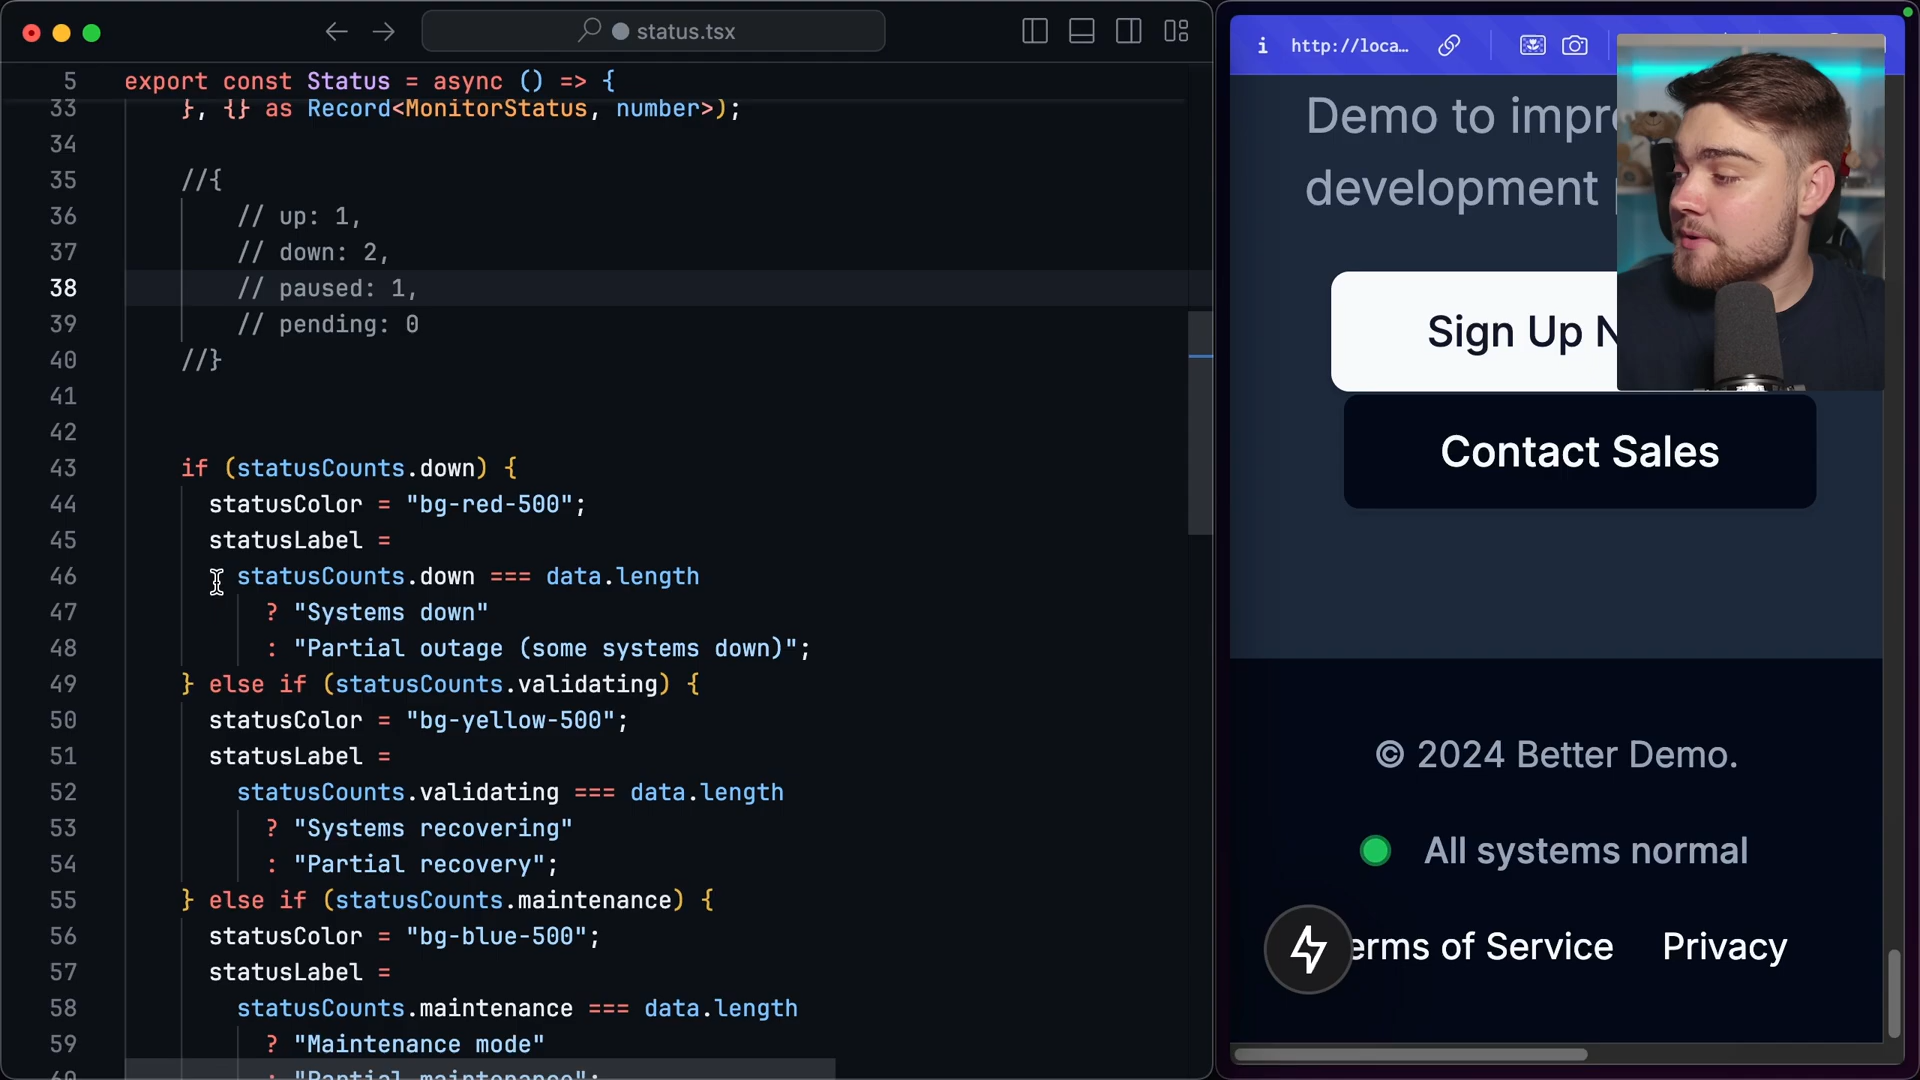 status.tsx
5 export const Status = async () => {
33 }, {} as Record<MonitorStatus, number>);
34
35 //{
36 // up: 1,
37 // down: 2,
38 // paused: 1,
39 // pending: 0
40 //}
41
42
43 if (statusCounts.down) {
44 statusColor = "bg-red-500";
45 statusLabel =
46 statusCounts.down === data.length
47 ? "Systems down"
48 : "Partial outage (some systems down)";
49 } else if (statusCounts.validating) {
50 statusColor = "bg-yellow-500";
51 statusLabel =
52 statusCounts.validating === data.length
53 ? "Systems recovering"
54 : "Partial recovery";
55 } else if (statusCounts.maintenance) {
56 statusColor = "bg-blue-500";
57 statusLabel =
58 statusCounts.maintenance === data.length
59 ? "Maintenance mode"
60 : "Partial maintenance";
http://loca...
Demo to impr
development
Sign Up N
Contact Sales
© 2024 Better Demo.
All systems normal
erms of Service Privacy